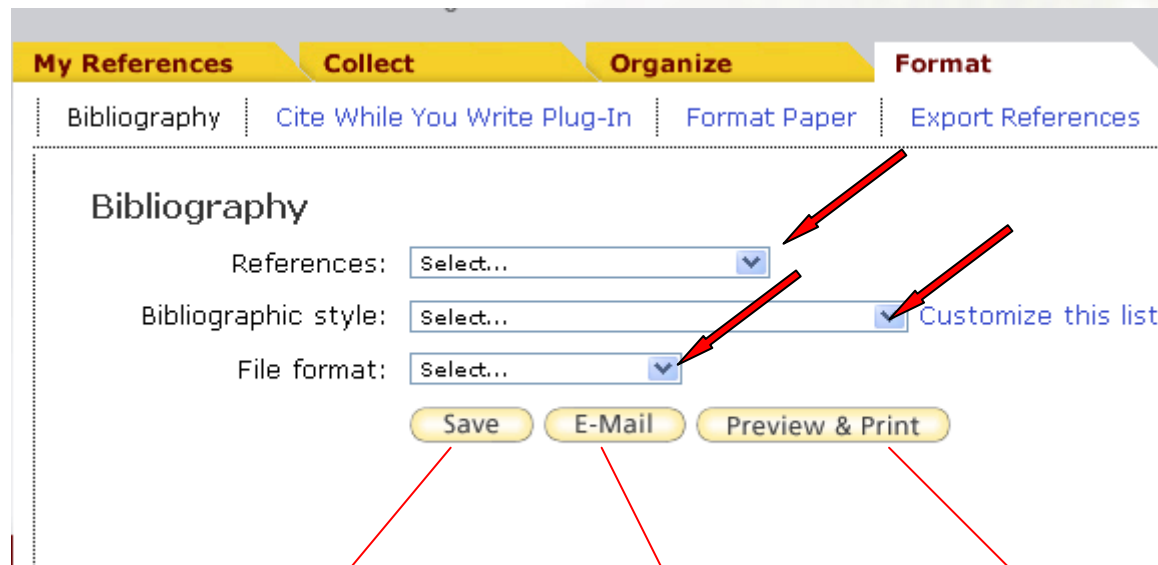 My References Collect Organize Format
Bibliography Cite While You Write Plug-In Format Paper Export References
Bibliography
References: Select...
Bibliographic style: Select... Customize this list
File format: Select...
Save E-Mail Preview & Print